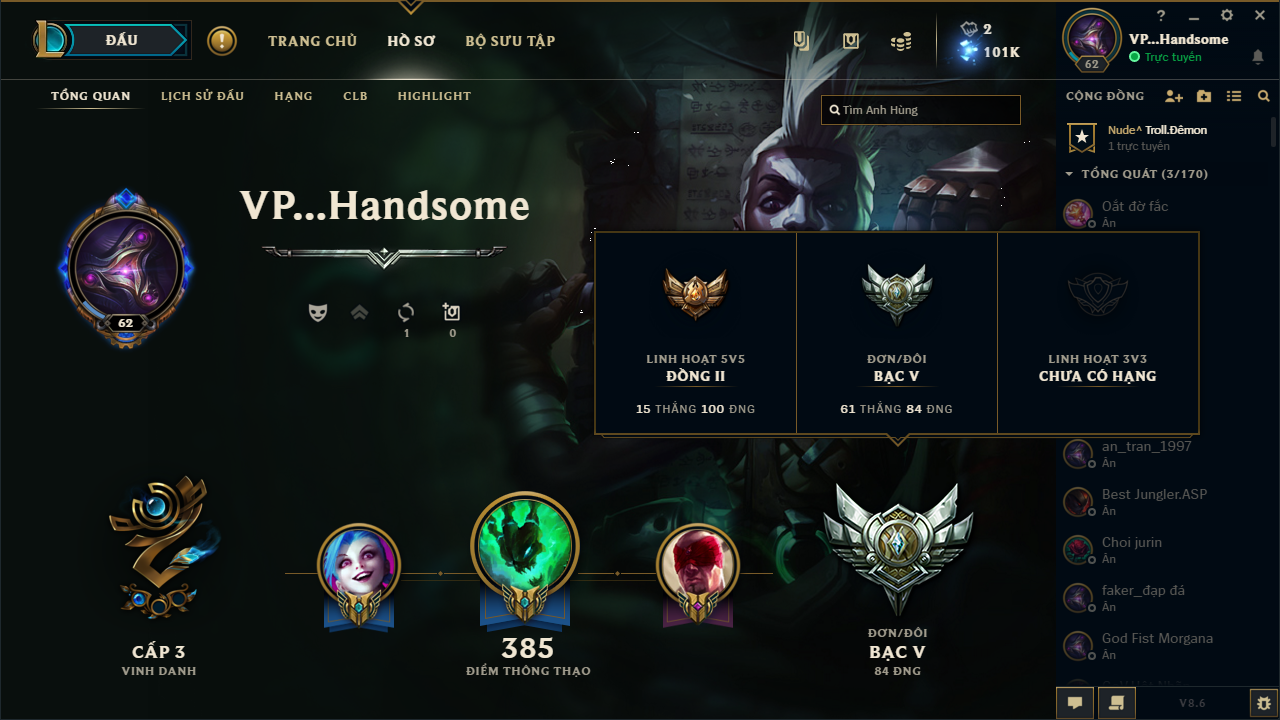 ĐẤU
TRANG CHỦ
HỒ SƠ
BỘ SƯU TẬP
2
101K
62
VP...Handsome
Trực tuyến
TỔNG QUAN
LỊCH SỬ ĐẤU
HẠNG
CLB
HIGHLIGHT
Tìm Anh Hùng
CỘNG ĐỒNG
Nude^ Troll.Đêmon
1 trực tuyến
TỔNG QUÁT (3/170)
Oắt đờ fắc
Ẩn
VP...Handsome
62
1
0
LINH HOẠT 5V5
ĐỒNG II
15 THẮNG 100 ĐNG
ĐƠN/ĐÔI
BẠC V
61 THẮNG 84 ĐNG
LINH HOẠT 3V3
CHƯA CÓ HẠNG
an_tran_1997
Ẩn
Best Jungler.ASP
Ẩn
Choi jurin
Ẩn
faker_đạp đá
Ẩn
God Fist Morgana
Ẩn
CẤP 3
VINH DANH
385
ĐIỂM THÔNG THẠO
ĐƠN/ĐÔI
BẠC V
84 ĐNG
V8.6